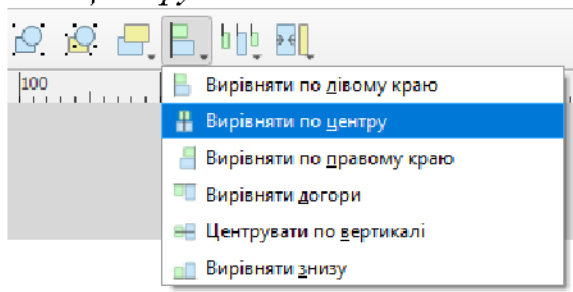 100
Вирівняти по лівому краю
Вирівняти по центру
Вирівняти по правому краю
Вирівняти догори
Центрувати по вертикалі
Вирівняти знизу